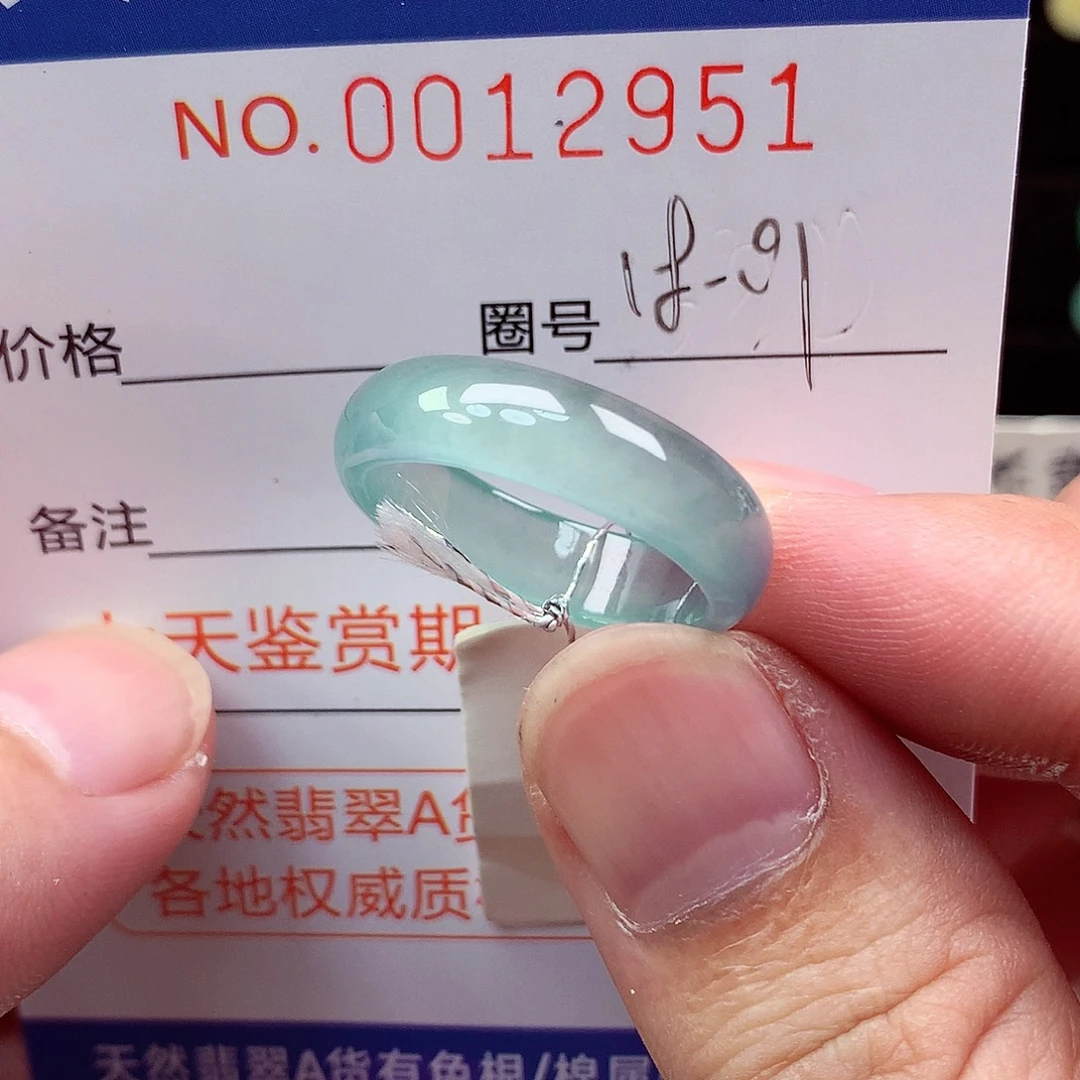 NO. 0012951
价格 圈号 18-91
备注
天鉴赏期
然翡翠A货
各地权威质
天然翡翠A货有色根/棉